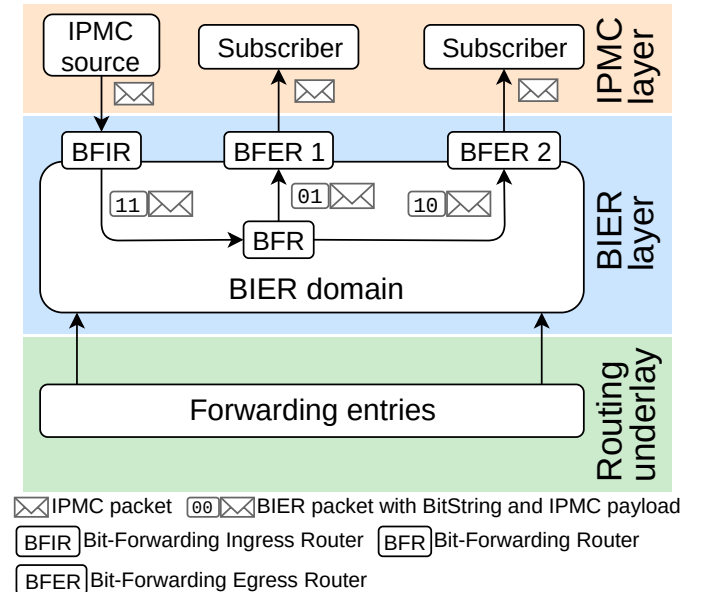 IPMC
source
Subscriber
Subscriber
IPMC
layer
BFIR
BFER 1
BFER 2
11
01
10
BFR
BIER domain
BIER
layer
Forwarding entries
Routing
underlay
IPMC packet
00 BIER packet with BitString and IPMC payload
BFIR Bit-Forwarding Ingress Router
BFR Bit-Forwarding Router
BFER Bit-Forwarding Egress Router